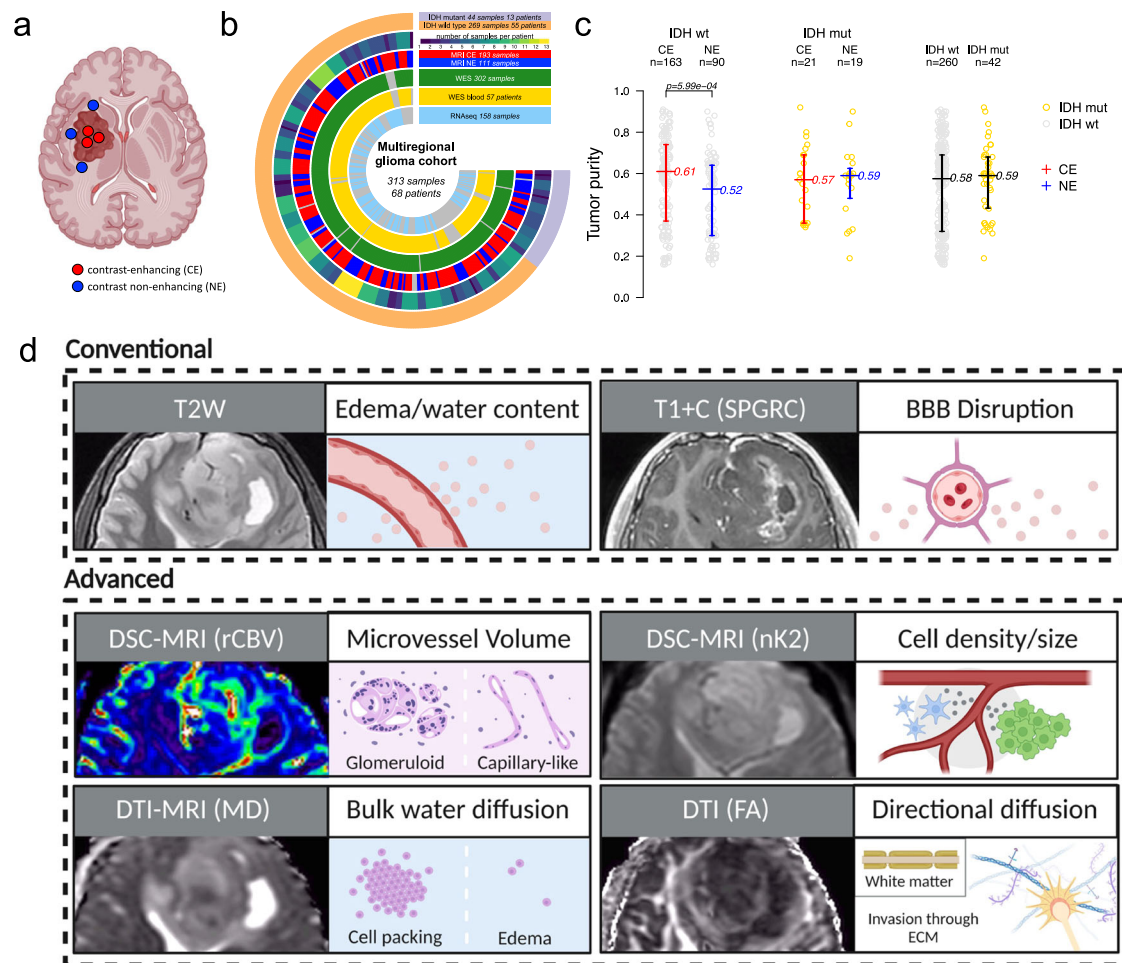 a
contrast-enhancing (CE)
contrast non-enhancing (NE)
b
IDH mutant 44 samples 13 patients
IDH wild type 269 samples 55 patients
number of samples per patient
1 2 3 4 5 6 7 8 9 10 11 12 13
MRI CE 193 samples
MRI NE 111 samples
WES 302 samples
WES blood 57 patients
RNAseq 158 samples
Multiregional
glioma cohort
313 samples
68 patients
c
IDH wt
CE NE
n=163 n=90
IDH mut
CE NE
n=21 n=19
IDH wt IDH mut
n=260 n=42
p=5.99e−04
Tumor purity
1.0
0.8
0.6
0.4
0.2
0.0
0.61
0.52
0.57
0.59
0.58
0.59
IDH mut
IDH wt
CE
NE
d
Conventional
T2W
Edema/water content
T1+C (SPGRC)
BBB Disruption
Advanced
DSC-MRI (rCBV)
Microvessel Volume
Glomeruloid
Capillary-like
DSC-MRI (nK2)
Cell density/size
DTI-MRI (MD)
Bulk water diffusion
Cell packing
Edema
DTI (FA)
Directional diffusion
White matter
Invasion through
ECM